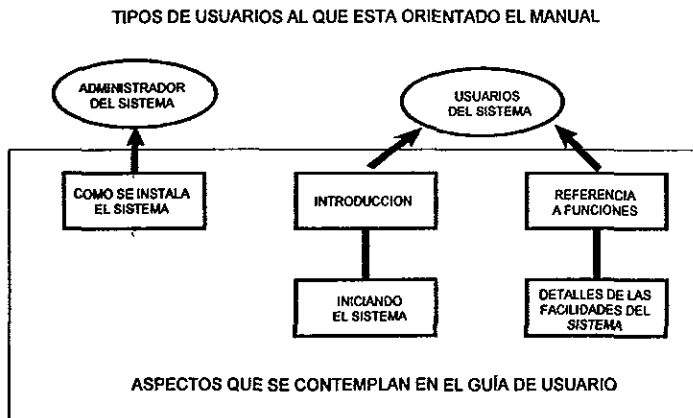 TIPOS DE USUARIOS AL QUE ESTA ORIENTADO EL MANUAL
ADMINISTRADOR
DEL SISTEMA
USUARIOS
DEL SISTEMA
COMO SE INSTALA
EL SISTEMA
INTRODUCCION
REFERENCIA
A FUNCIONES
INICIANDO
EL SISTEMA
DETALLES DE LAS
FACILIDADES DEL
SISTEMA
ASPECTOS QUE SE CONTEMPLAN EN EL GUÍA DE USUARIO